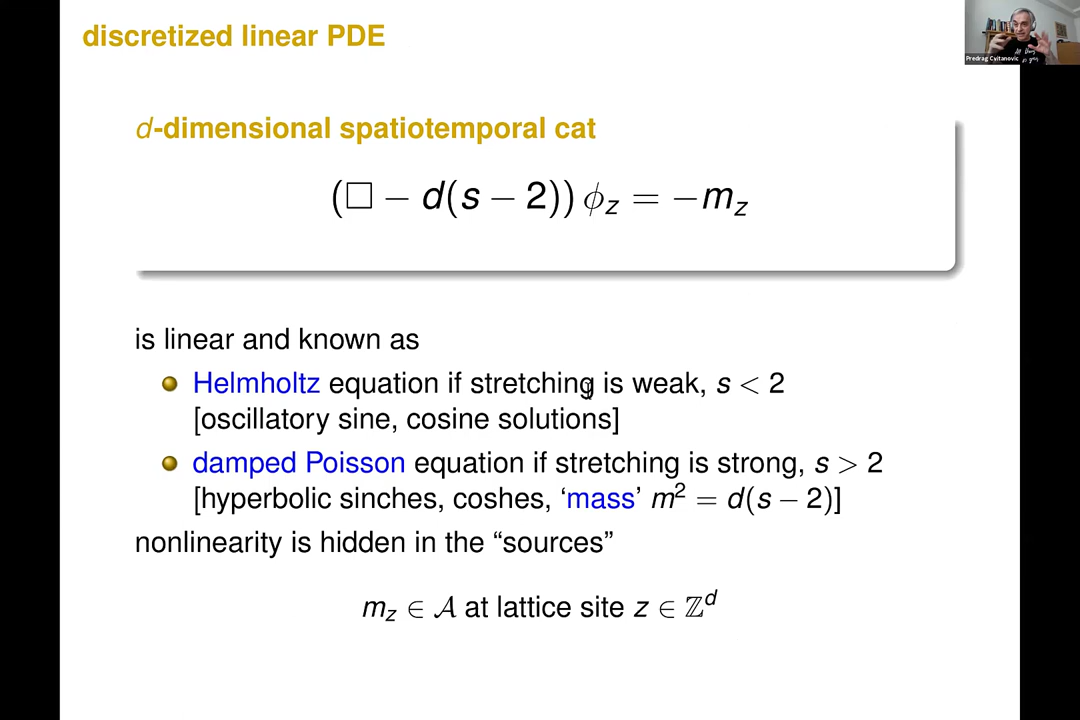 discretized linear PDE
Predrag Cvitanovic
d-dimensional spatiotemporal cat
(□ − d(s − 2)) ϕ_z = −m_z
is linear and known as
Helmholtz equation if stretching is weak, s < 2
[oscillatory sine, cosine solutions]
damped Poisson equation if stretching is strong, s > 2
[hyperbolic sinches, coshes, ‘mass’ m² = d(s − 2)]
nonlinearity is hidden in the “sources”
m_z ∈ 𝒜 at lattice site z ∈ ℤ^d